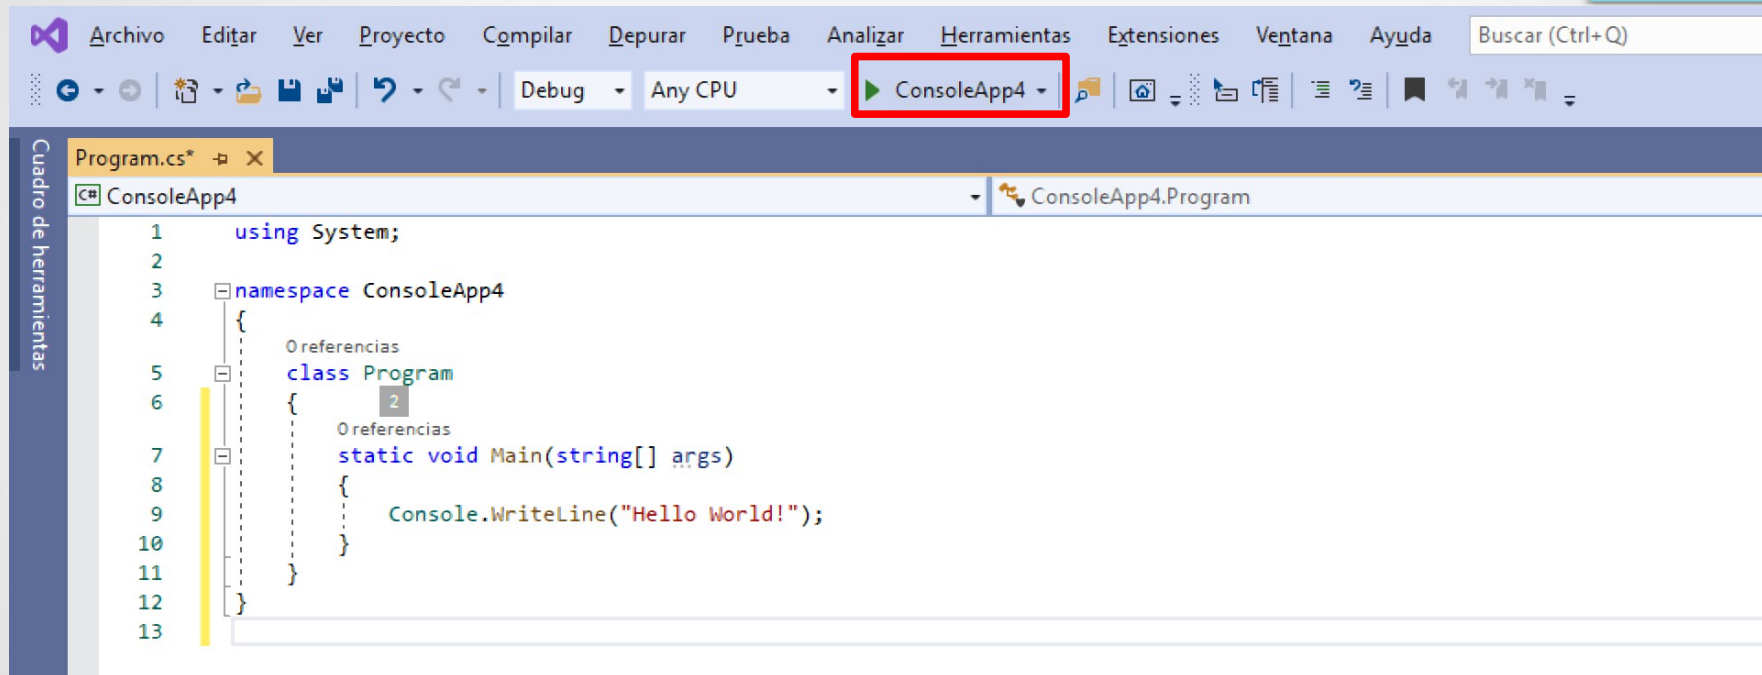 Archivo Editar Ver Proyecto Compilar Depurar Prueba Analizar Herramientas Extensiones Ventana Ayuda Buscar (Ctrl+Q)
Debug Any CPU ConsoleApp4
Cuadro de herramientas
Program.cs*
C# ConsoleApp4 ConsoleApp4.Program
1 using System;
2
3 namespace ConsoleApp4
4 {
0 referencias
5 class Program
6 { 2
0 referencias
7 static void Main(string[] args)
8 {
9 Console.WriteLine("Hello World!");
10 }
11 }
12 }
13